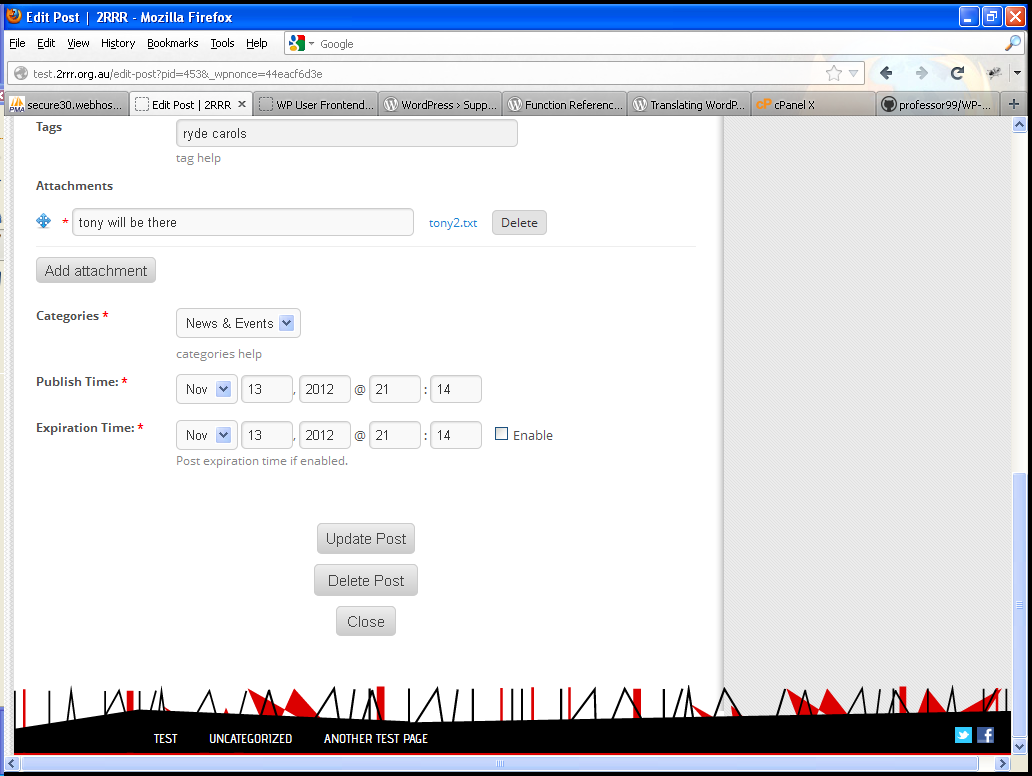 Edit Post | 2RRR - Mozilla Firefox
File Edit View History Bookmarks Tools Help Google
test.2rrr.org.au/edit-post?pid=453&_wpnonce=44eacf6d3e
PMA secure30.webhos... Edit Post | 2RRR WP User Frontend... WordPress › Supp... Function Referenc... Translating WordP... cP cPanel X professor99/WP-...
Tags ryde carols
tag help
Attachments
* tony will be there tony2.txt Delete
Add attachment
Categories * News & Events
categories help
Publish Time: * Nov 13 , 2012 @ 21 : 14
Expiration Time: * Nov 13 , 2012 @ 21 : 14 Enable
Post expiration time if enabled.
Update Post
Delete Post
Close
TEST UNCATEGORIZED ANOTHER TEST PAGE